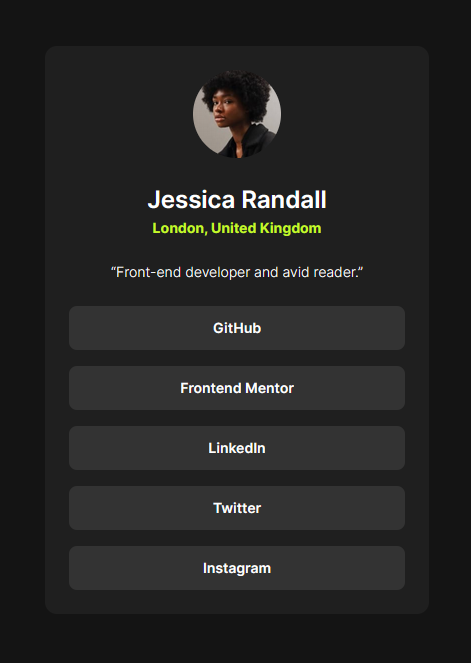 Jessica Randall
London, United Kingdom
“Front-end developer and avid reader.”
GitHub
Frontend Mentor
LinkedIn
Twitter
Instagram